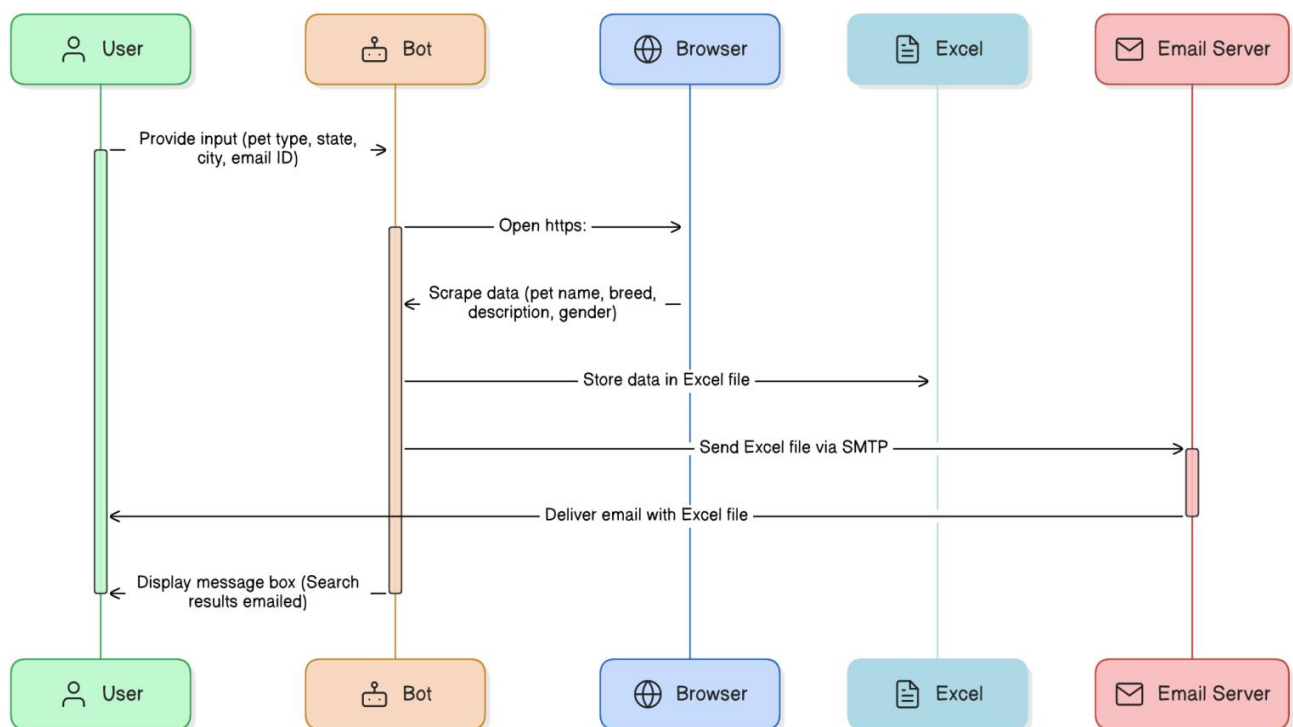 User
Bot
Browser
Excel
Email Server
Provide input (pet type, state,
city, email ID)
Open https:
Scrape data (pet name, breed,
description, gender)
Store data in Excel file
Send Excel file via SMTP
Deliver email with Excel file
Display message box (Search
results emailed)
User
Bot
Browser
Excel
Email Server